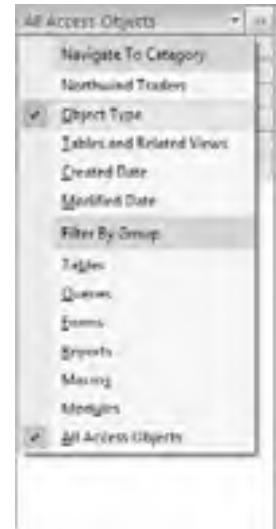 All Access Objects
Navigate To Category
Northwind Traders
Object Type
Tables and Related Views
Created Date
Modified Date
Filter By Group
Tables
Queries
Forms
Reports
Macros
Modules
All Access Objects